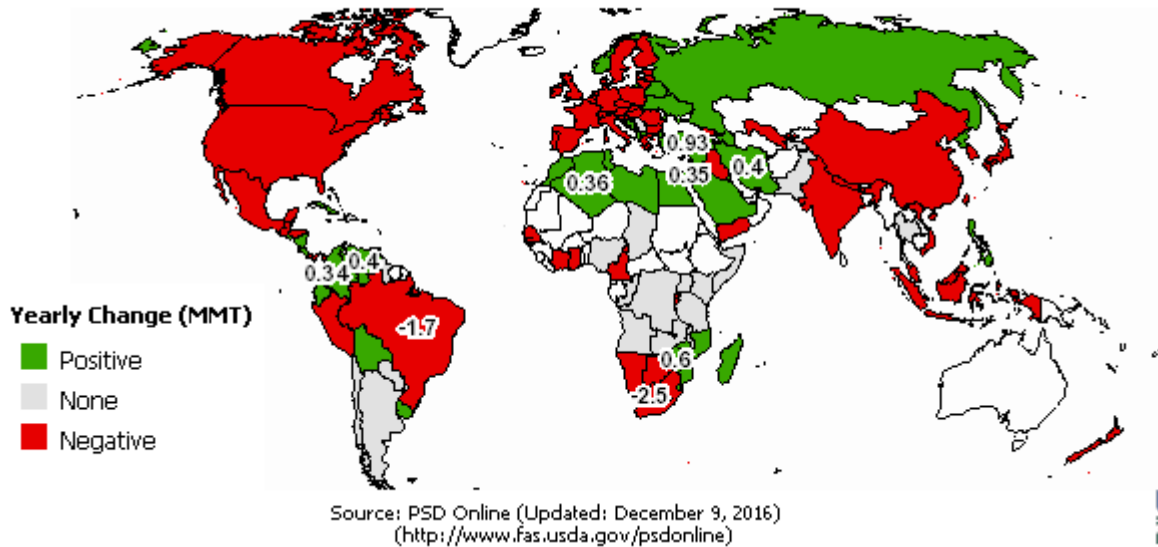 0.93
0.36
0.35
0.4
0.34
0.4
-1.7
0.6
-2.5
Yearly Change (MMT)
Positive
None
Negative
Source: PSD Online (Updated: December 9, 2016)
(http://www.fas.usda.gov/psdonline)